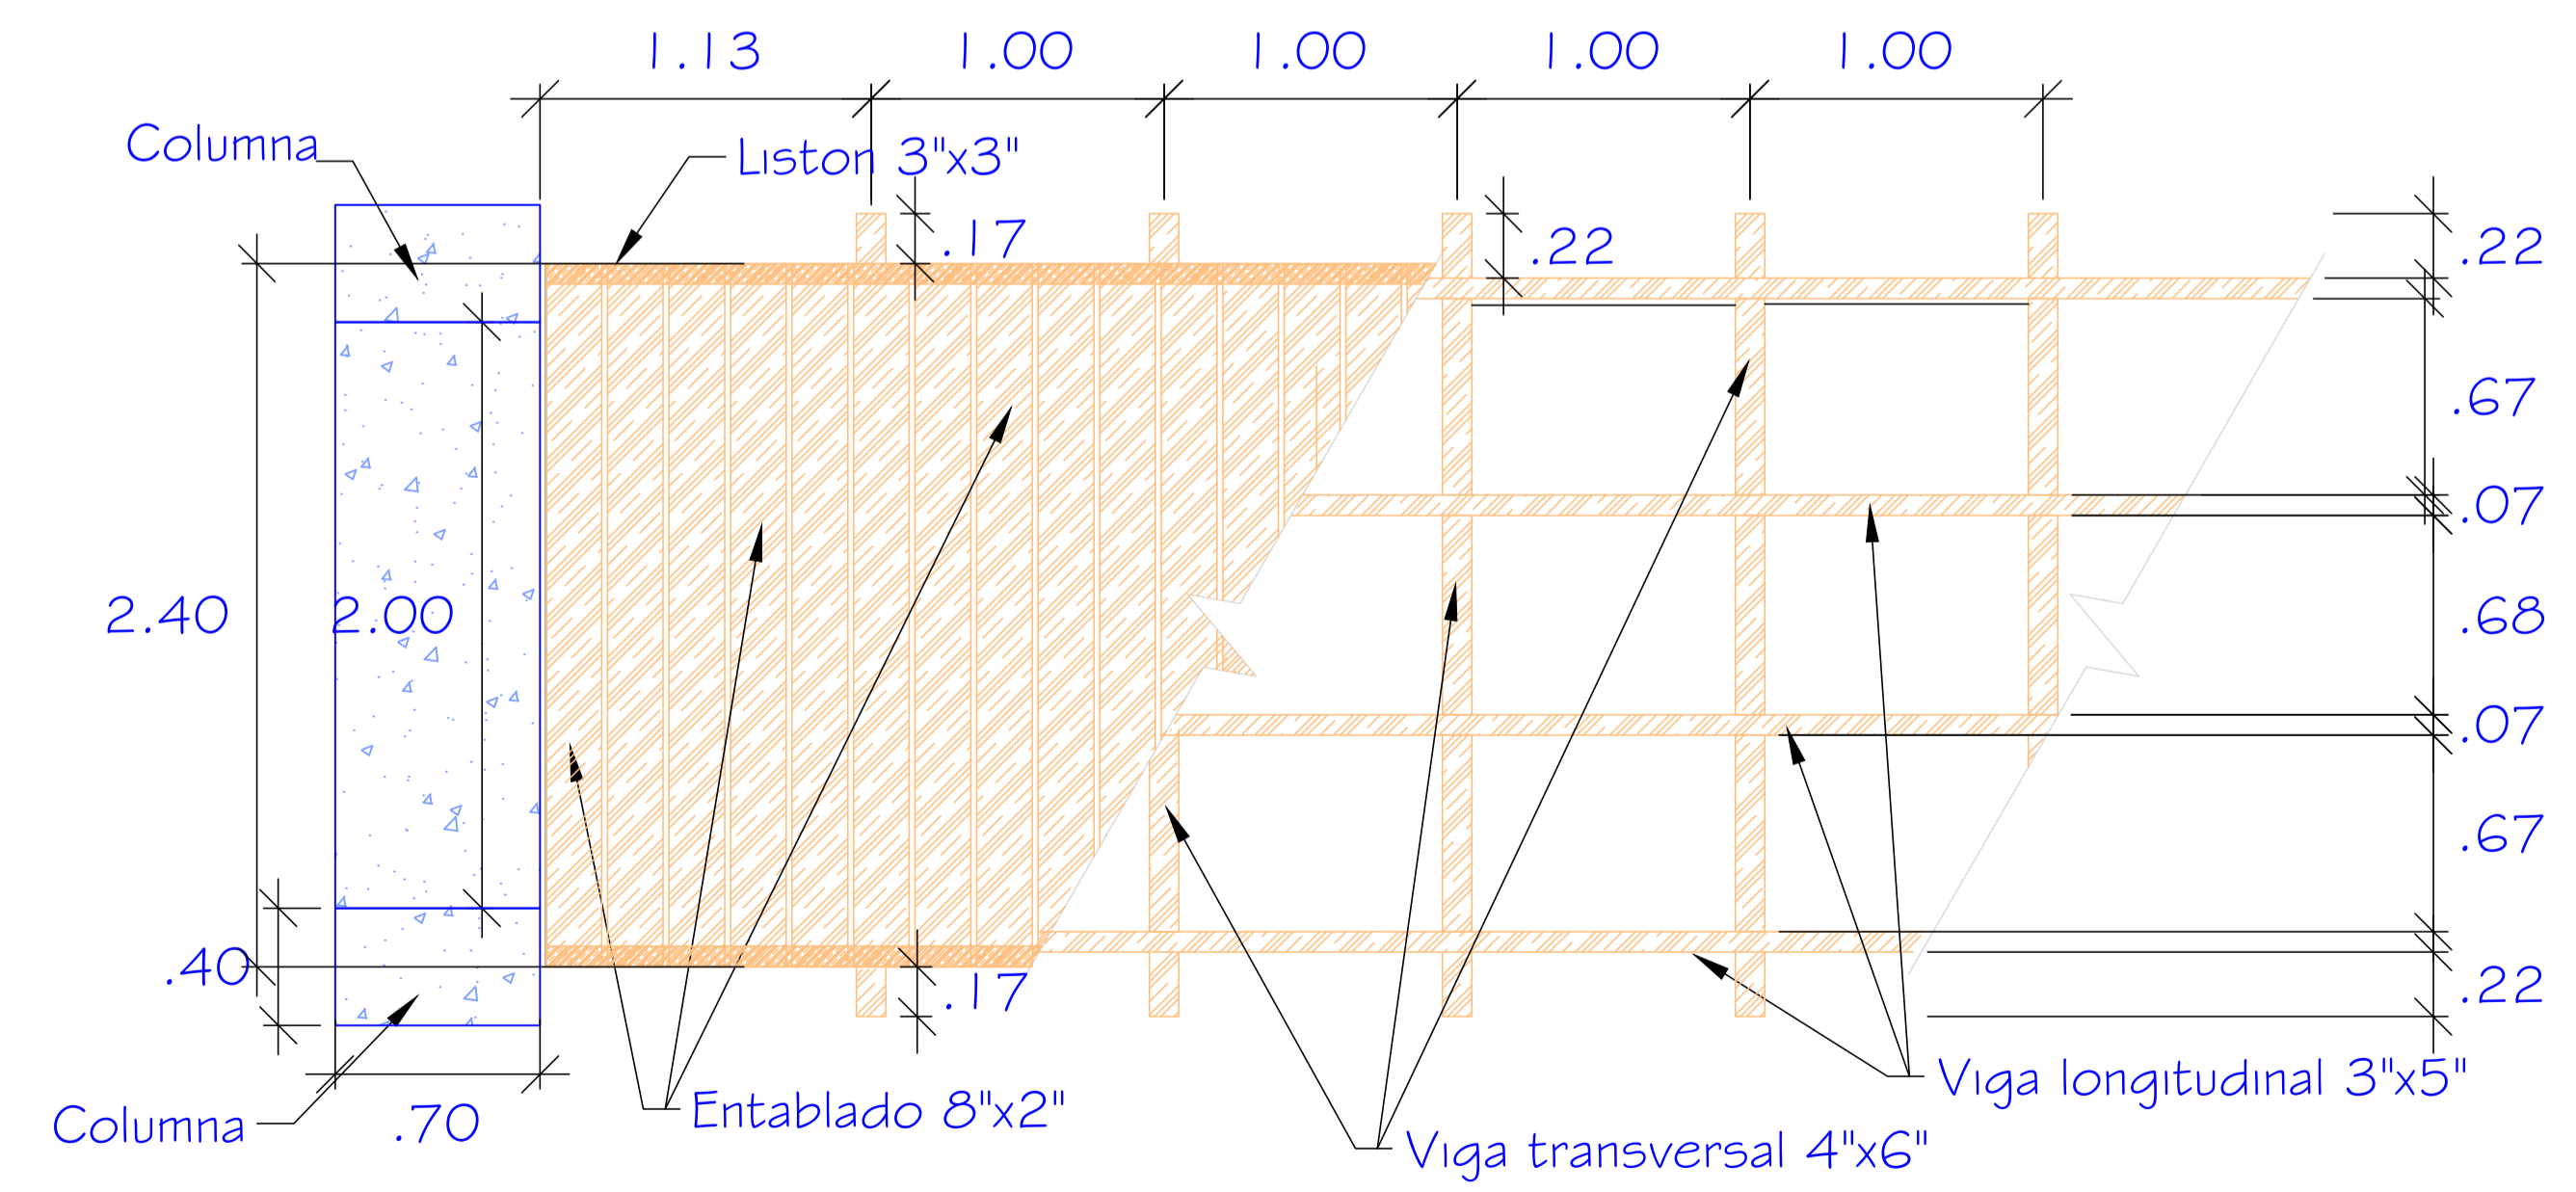 1.13 1.00 1.00 1.00 1.00
Columna
Liston 3"x3"
.17
.22
.22
.67
.07
2.40
2.00
.68
.07
.67
.40
.17
.22
Viga longitudinal 3"x5"
Entablado 8"x2"
Columna
.70
Viga transversal 4"x6"